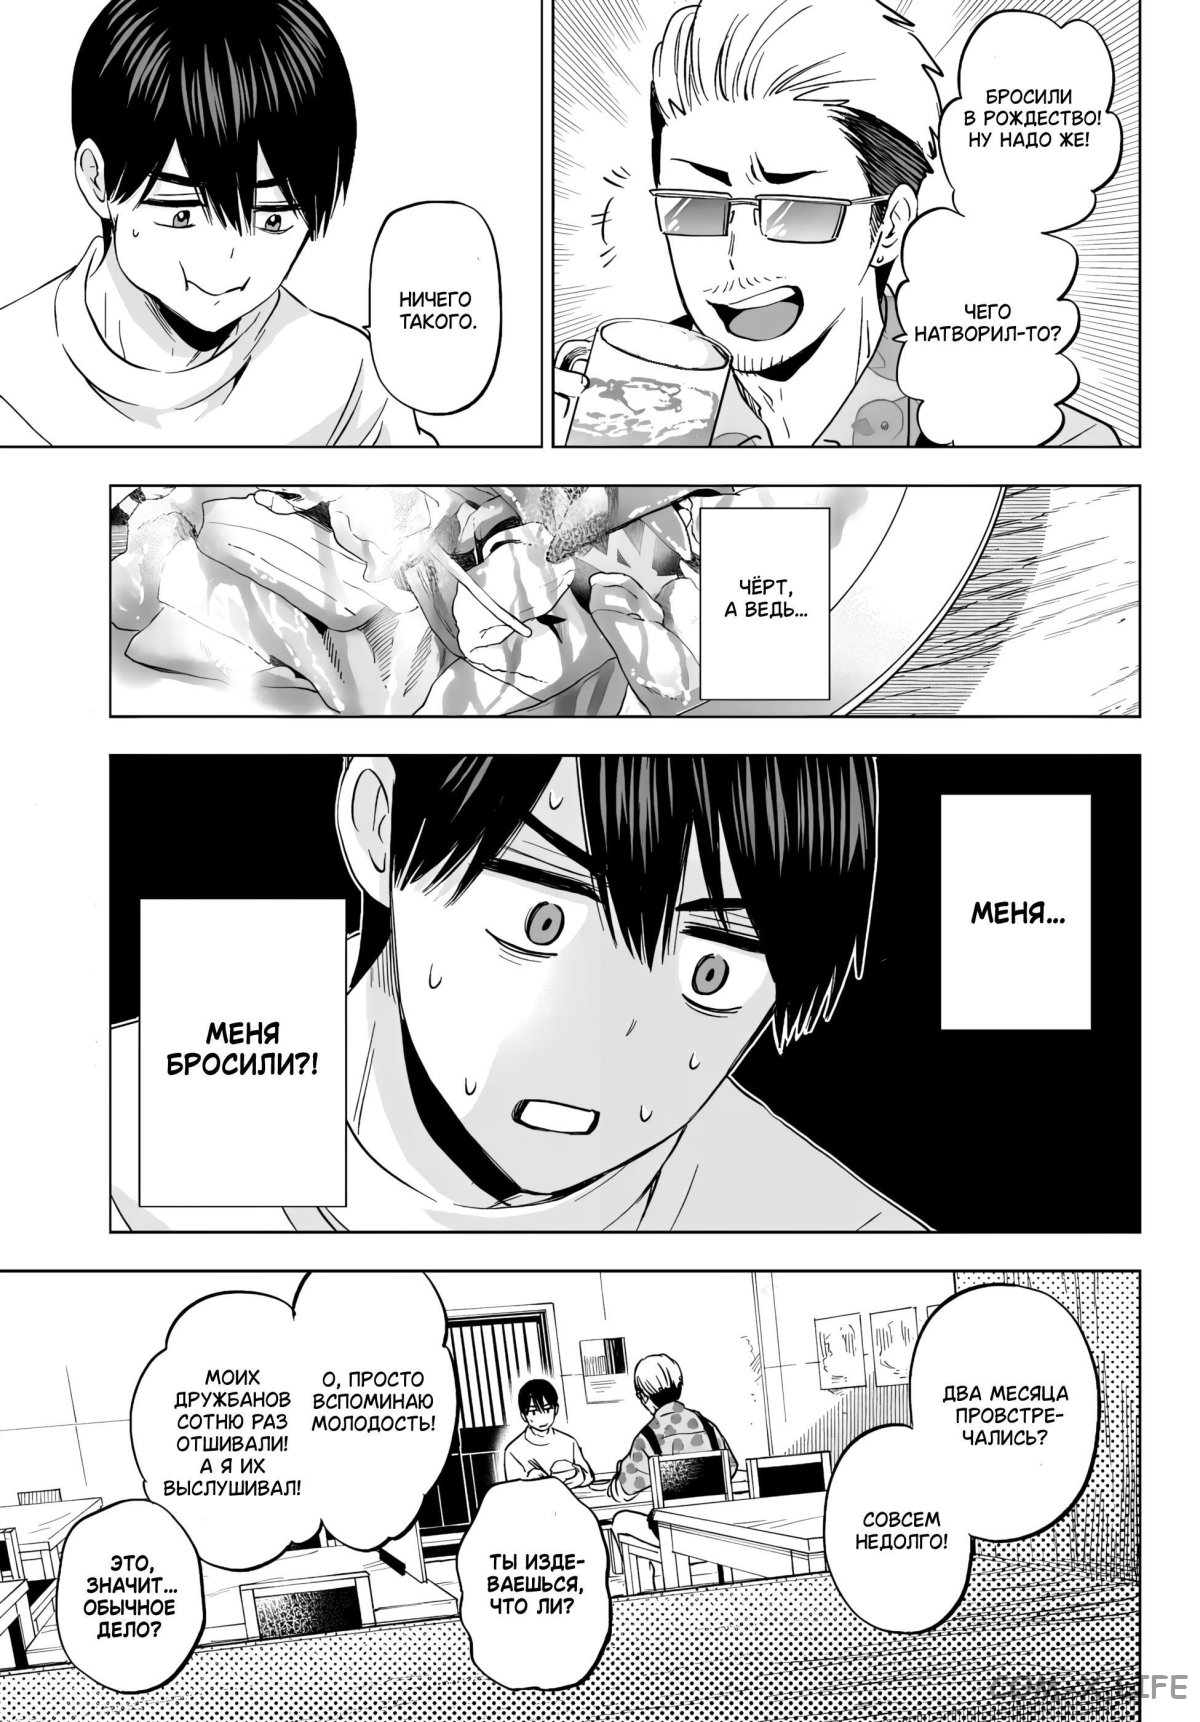 БРОСИЛИ
В РОЖДЕСТВО!
НУ НАДО ЖЕ!
ЧЕГО
НАТВОРИЛ-ТО?
НИЧЕГО
ТАКОГО.
ЧЁРТ,
А ВЕДЬ...
МЕНЯ...
МЕНЯ
БРОСИЛИ?!
ДВА МЕСЯЦА
ПРОВСТРЕ-
ЧАЛИСЬ?
СОВСЕМ
НЕДОЛГО!
ТЫ ИЗДЕ-
ВАЕШЬСЯ,
ЧТО ЛИ?
О, ПРОСТО
ВСПОМИНАЮ
МОЛОДОСТЬ!
МОИХ
ДРУЖБАНОВ
СОТНЮ РАЗ
ОТШИВАЛИ!
А Я ИХ
ВЫСЛУШИВАЛ!
ЭТО,
ЗНАЧИТ...
ОБЫЧНОЕ
ДЕЛО?
COM-X.LIFE